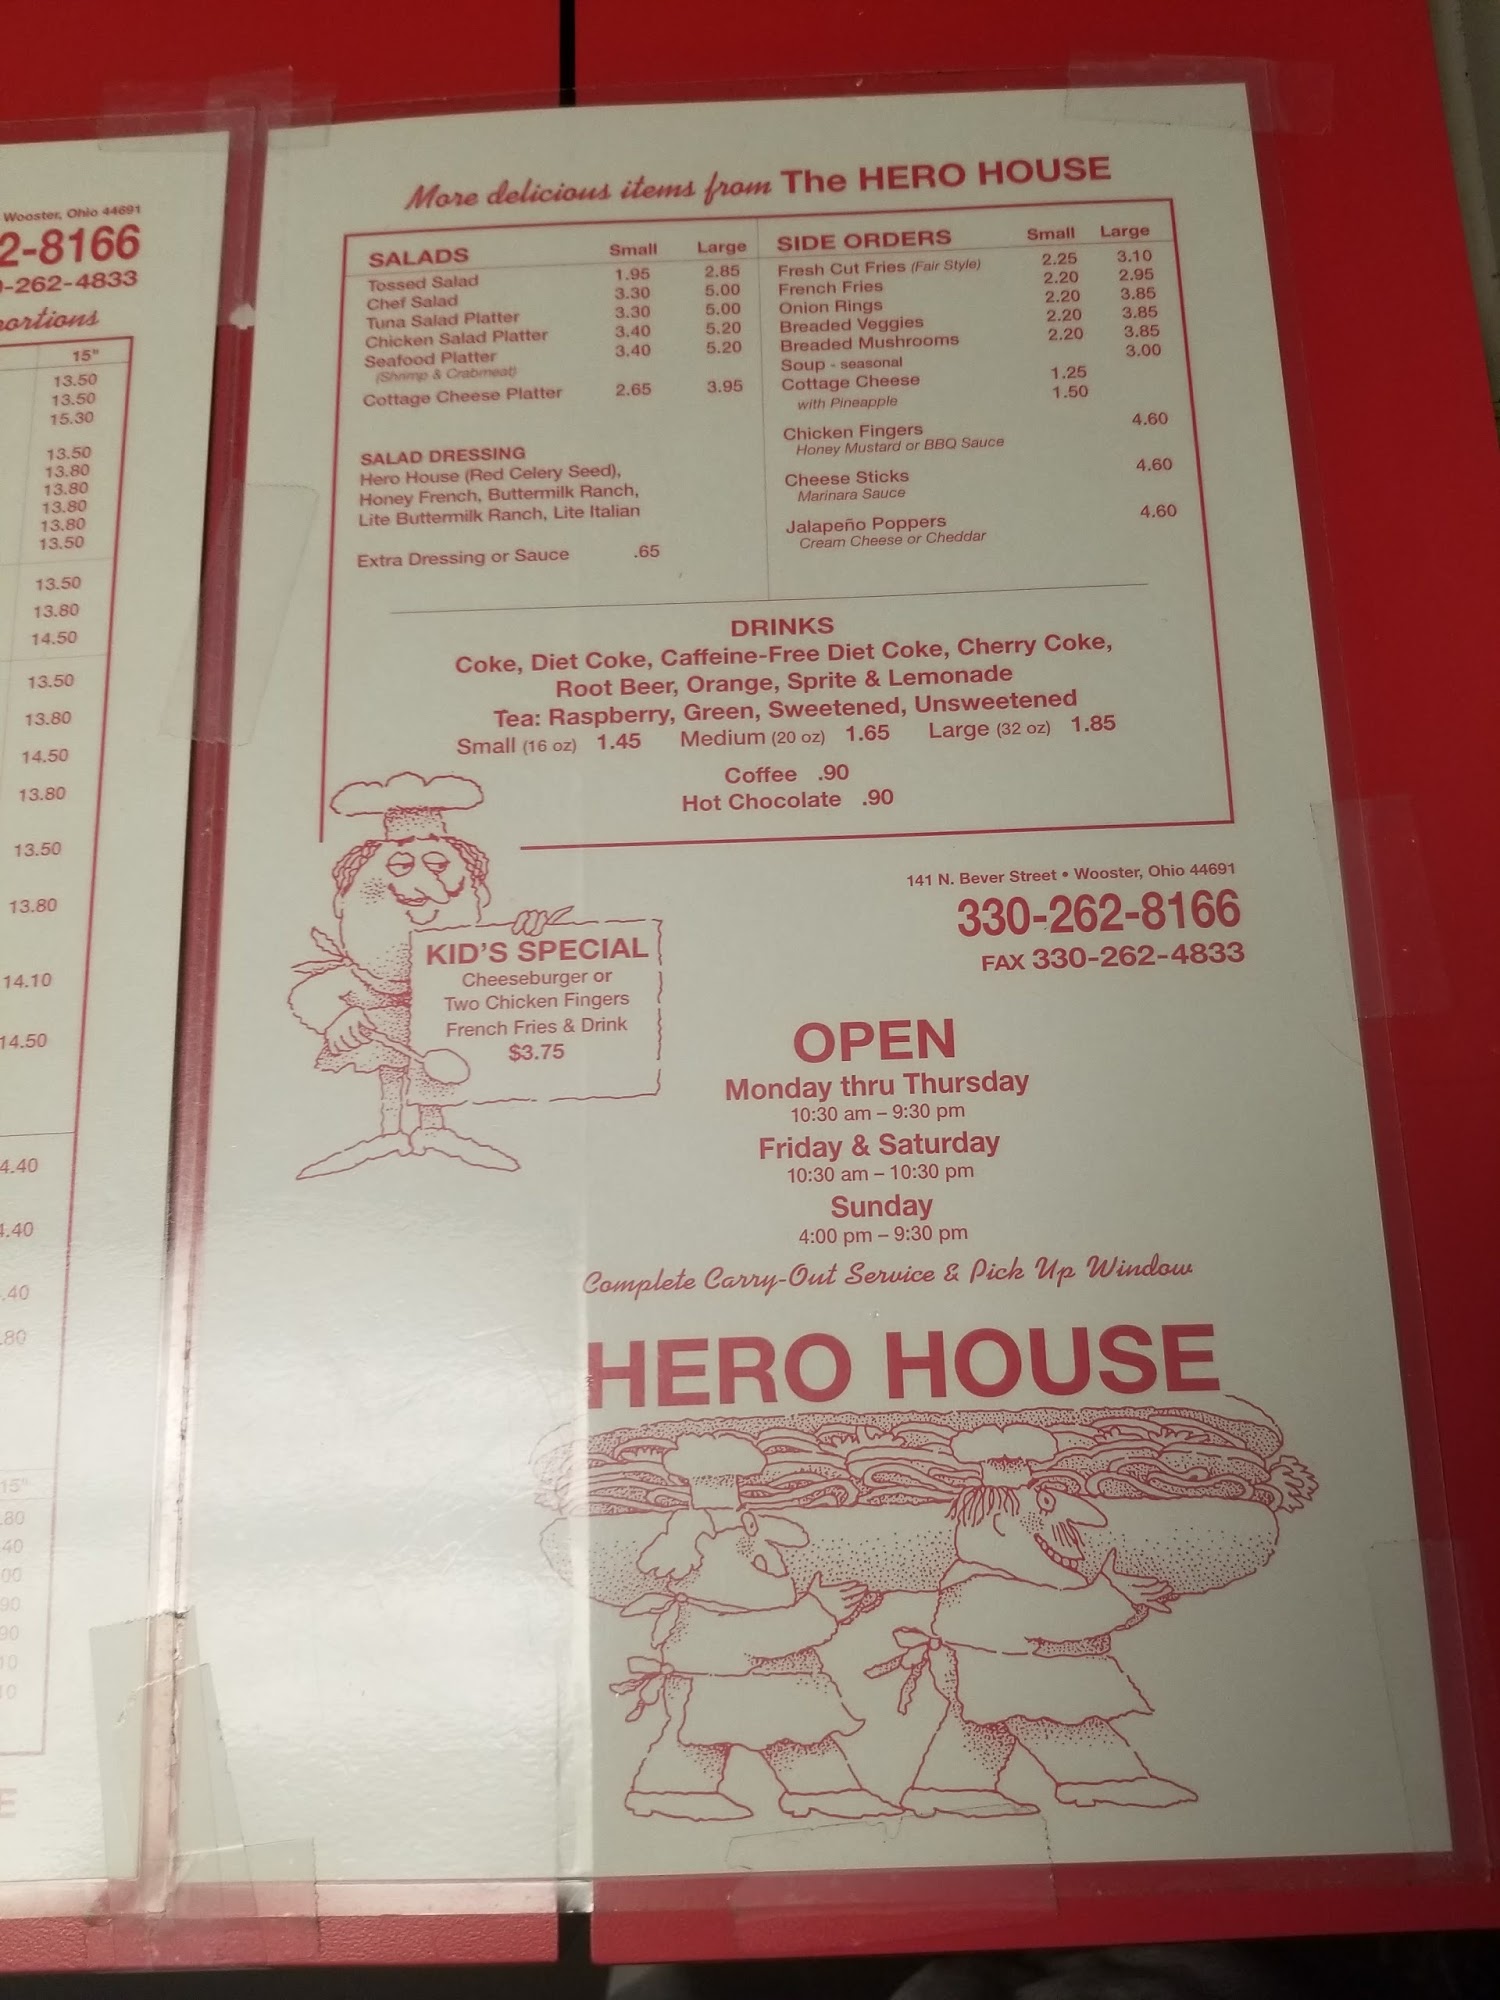 Wooster, Ohio 44691
2-8166
-262-4833
portions
15"
13.50
13.50
15.30
13.50
13.80
13.80
13.80
13.80
13.50
13.50
13.80
14.50
13.50
13.80
14.50
13.80
13.50
13.80
14.10
14.50
4.40
4.40
.40
.80
15"
.80
40
00
90
90
10
10
E
More delicious items from The HERO HOUSE
SALADS Small Large
Tossed Salad 1.95 2.85
Chef Salad 3.30 5.00
Tuna Salad Platter 3.30 5.00
Chicken Salad Platter 3.40 5.20
Seafood Platter 3.40 5.20
(Shrimp & Crabmeat)
Cottage Cheese Platter 2.65 3.95
SALAD DRESSING
Hero House (Red Celery Seed),
Honey French, Buttermilk Ranch,
Lite Buttermilk Ranch, Lite Italian
Extra Dressing or Sauce .65
SIDE ORDERS Small Large
Fresh Cut Fries (Fair Style) 2.25 3.10
French Fries 2.20 2.95
Onion Rings 2.20 3.85
Breaded Veggies 2.20 3.85
Breaded Mushrooms 2.20 3.85
Soup - seasonal 3.00
Cottage Cheese 1.25
with Pineapple 1.50
Chicken Fingers 4.60
Honey Mustard or BBQ Sauce
Cheese Sticks 4.60
Marinara Sauce
Jalapeño Poppers 4.60
Cream Cheese or Cheddar
DRINKS
Coke, Diet Coke, Caffeine-Free Diet Coke, Cherry Coke,
Root Beer, Orange, Sprite & Lemonade
Tea: Raspberry, Green, Sweetened, Unsweetened
Small (16 oz) 1.45 Medium (20 oz) 1.65 Large (32 oz) 1.85
Coffee .90
Hot Chocolate .90
141 N. Bever Street • Wooster, Ohio 44691
330-262-8166
FAX 330-262-4833
KID'S SPECIAL
Cheeseburger or
Two Chicken Fingers
French Fries & Drink
$3.75
OPEN
Monday thru Thursday
10:30 am – 9:30 pm
Friday & Saturday
10:30 am – 10:30 pm
Sunday
4:00 pm – 9:30 pm
Complete Carry-Out Service & Pick Up Window
HERO HOUSE